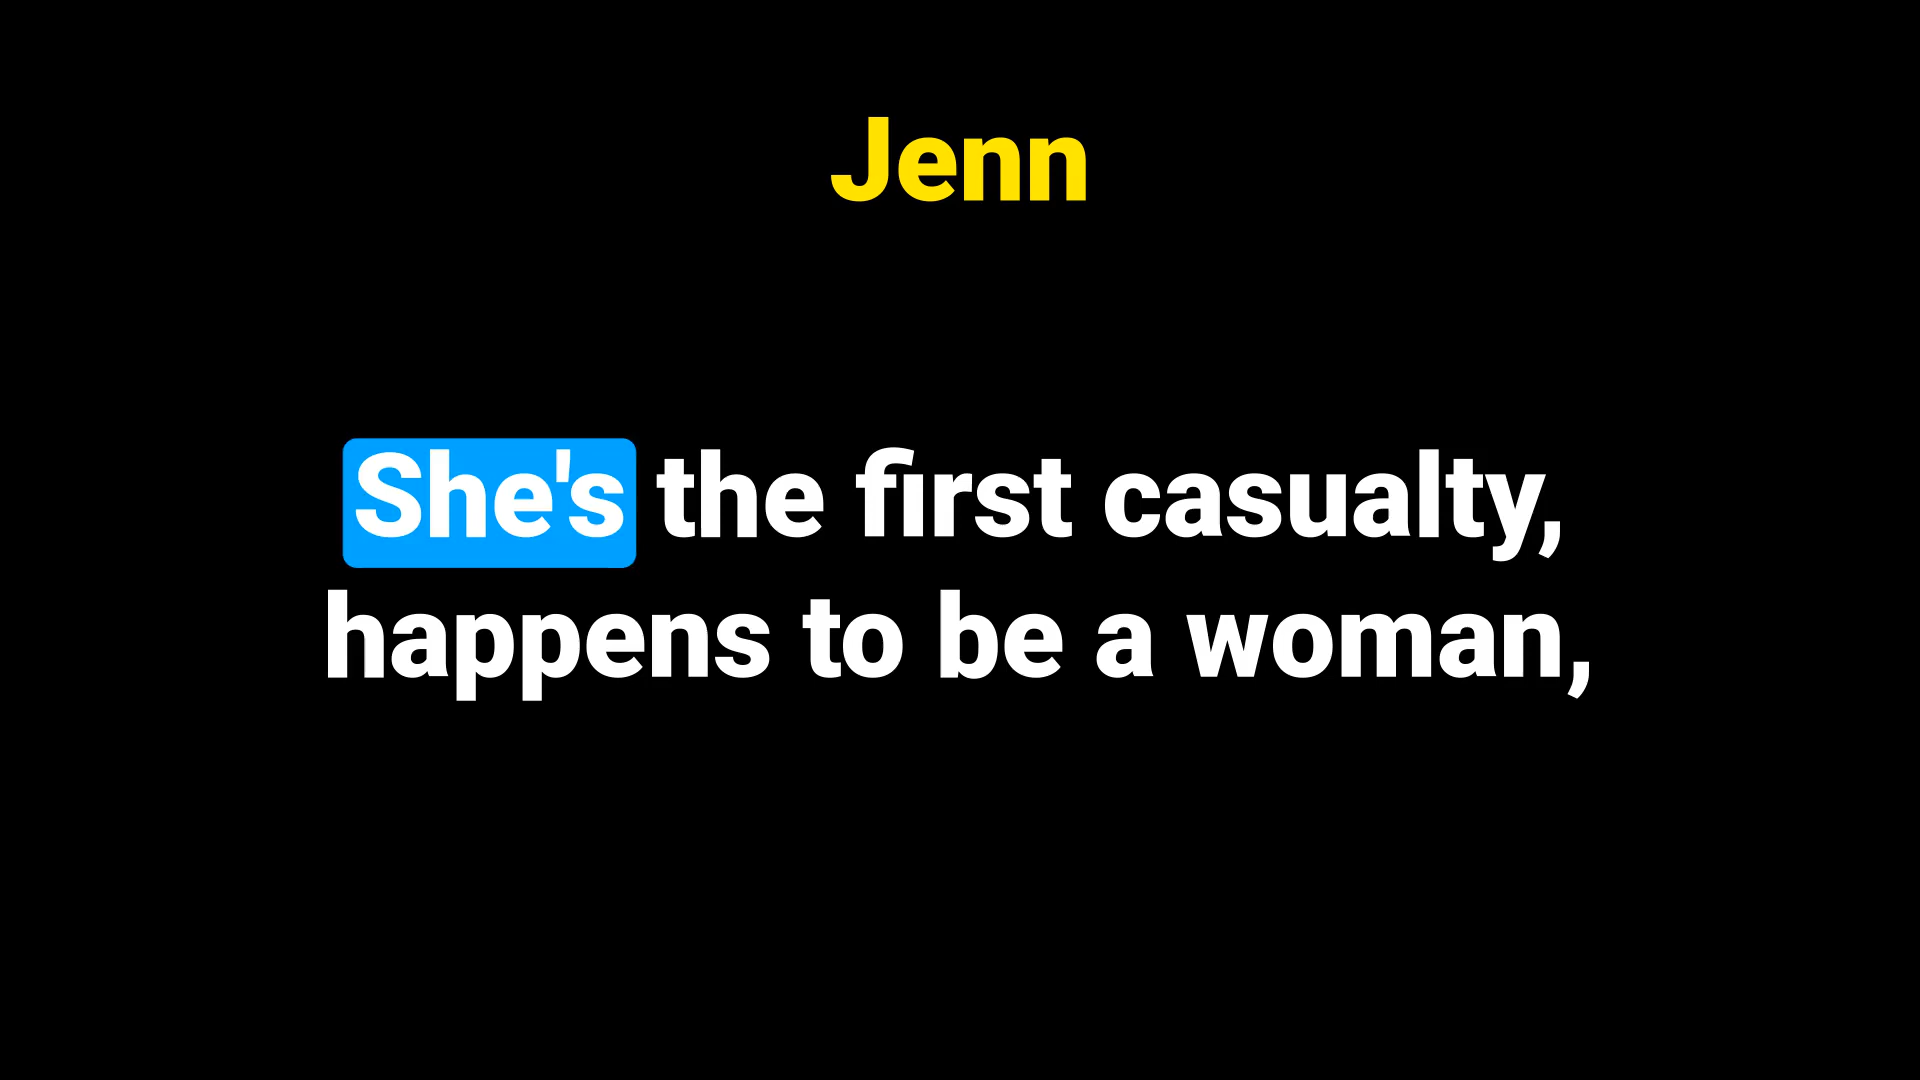 Jenn
She's the first casualty,
happens to be a woman,